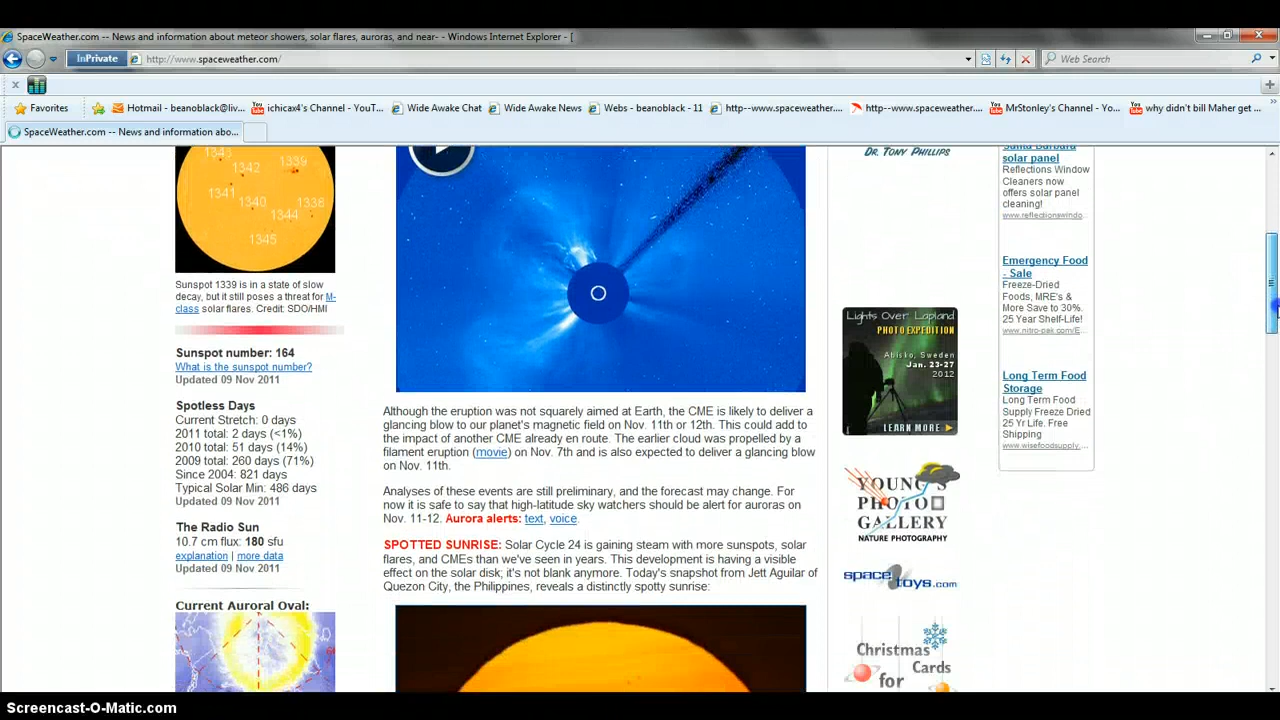 SpaceWeather.com -- News and information about meteor showers, solar flares, auroras, and near- - Windows Internet Explorer - [
InPrivate
http://www.spaceweather.com/
Web Search
Favorites
Hotmail - beanoblack@liv...
ichicax4's Channel - YouT...
Wide Awake Chat
Wide Awake News
Webs - beanoblack - 11
http--www.spaceweather....
http--www.spaceweather....
MrStonley's Channel - Yo...
why didn't bill Maher get ...
SpaceWeather.com -- News and information abo...
1339
1342
1341
1340
1338
1344
1345
Sunspot 1339 is in a state of slow
decay, but it still poses a threat for M-
class solar flares. Credit: SDO/HMI
Sunspot number: 164
What is the sunspot number?
Updated 09 Nov 2011
Spotless Days
Current Stretch: 0 days
2011 total: 2 days (<1%)
2010 total: 51 days (14%)
2009 total: 260 days (71%)
Since 2004: 821 days
Typical Solar Min: 486 days
Updated 09 Nov 2011
The Radio Sun
10.7 cm flux: 180 sfu
explanation | more data
Updated 09 Nov 2011
Current Auroral Oval:
Although the eruption was not squarely aimed at Earth, the CME is likely to deliver a
glancing blow to our planet's magnetic field on Nov. 11th or 12th. This could add to
the impact of another CME already en route. The earlier cloud was propelled by a
filament eruption (movie) on Nov. 7th and is also expected to deliver a glancing blow
on Nov. 11th.
Analyses of these events are still preliminary, and the forecast may change. For
now it is safe to say that high-latitude sky watchers should be alert for auroras on
Nov. 11-12. Aurora alerts: text, voice.
SPOTTED SUNRISE: Solar Cycle 24 is gaining steam with more sunspots, solar
flares, and CMEs than we've seen in years. This development is having a visible
effect on the solar disk; it's not blank anymore. Today's snapshot from Jett Aguilar of
Quezon City, the Philippines, reveals a distinctly spotty sunrise:
DR. TONY PHILLIPS
Lights Over Lapland
PHOTO EXPEDITION
Abisko, Sweden
Jan. 23-27
2012
LEARN MORE
YOUNG'S
PHOTO
GALLERY
NATURE PHOTOGRAPHY
spacetoys.com
Christmas
Cards
for
Santa Barbara
solar panel
Reflections Window
Cleaners now
offers solar panel
cleaning!
www.reflectionswindo...
Emergency Food
- Sale
Freeze-Dried
Foods, MRE's &
More Save to 30%.
25 Year Shelf-Life!
www.nitro-pak.com/E...
Long Term Food
Storage
Long Term Food
Supply Freeze Dried
25 Yr. Life. Free
Shipping
www.wisefoodsupply....
Screencast-O-Matic.com